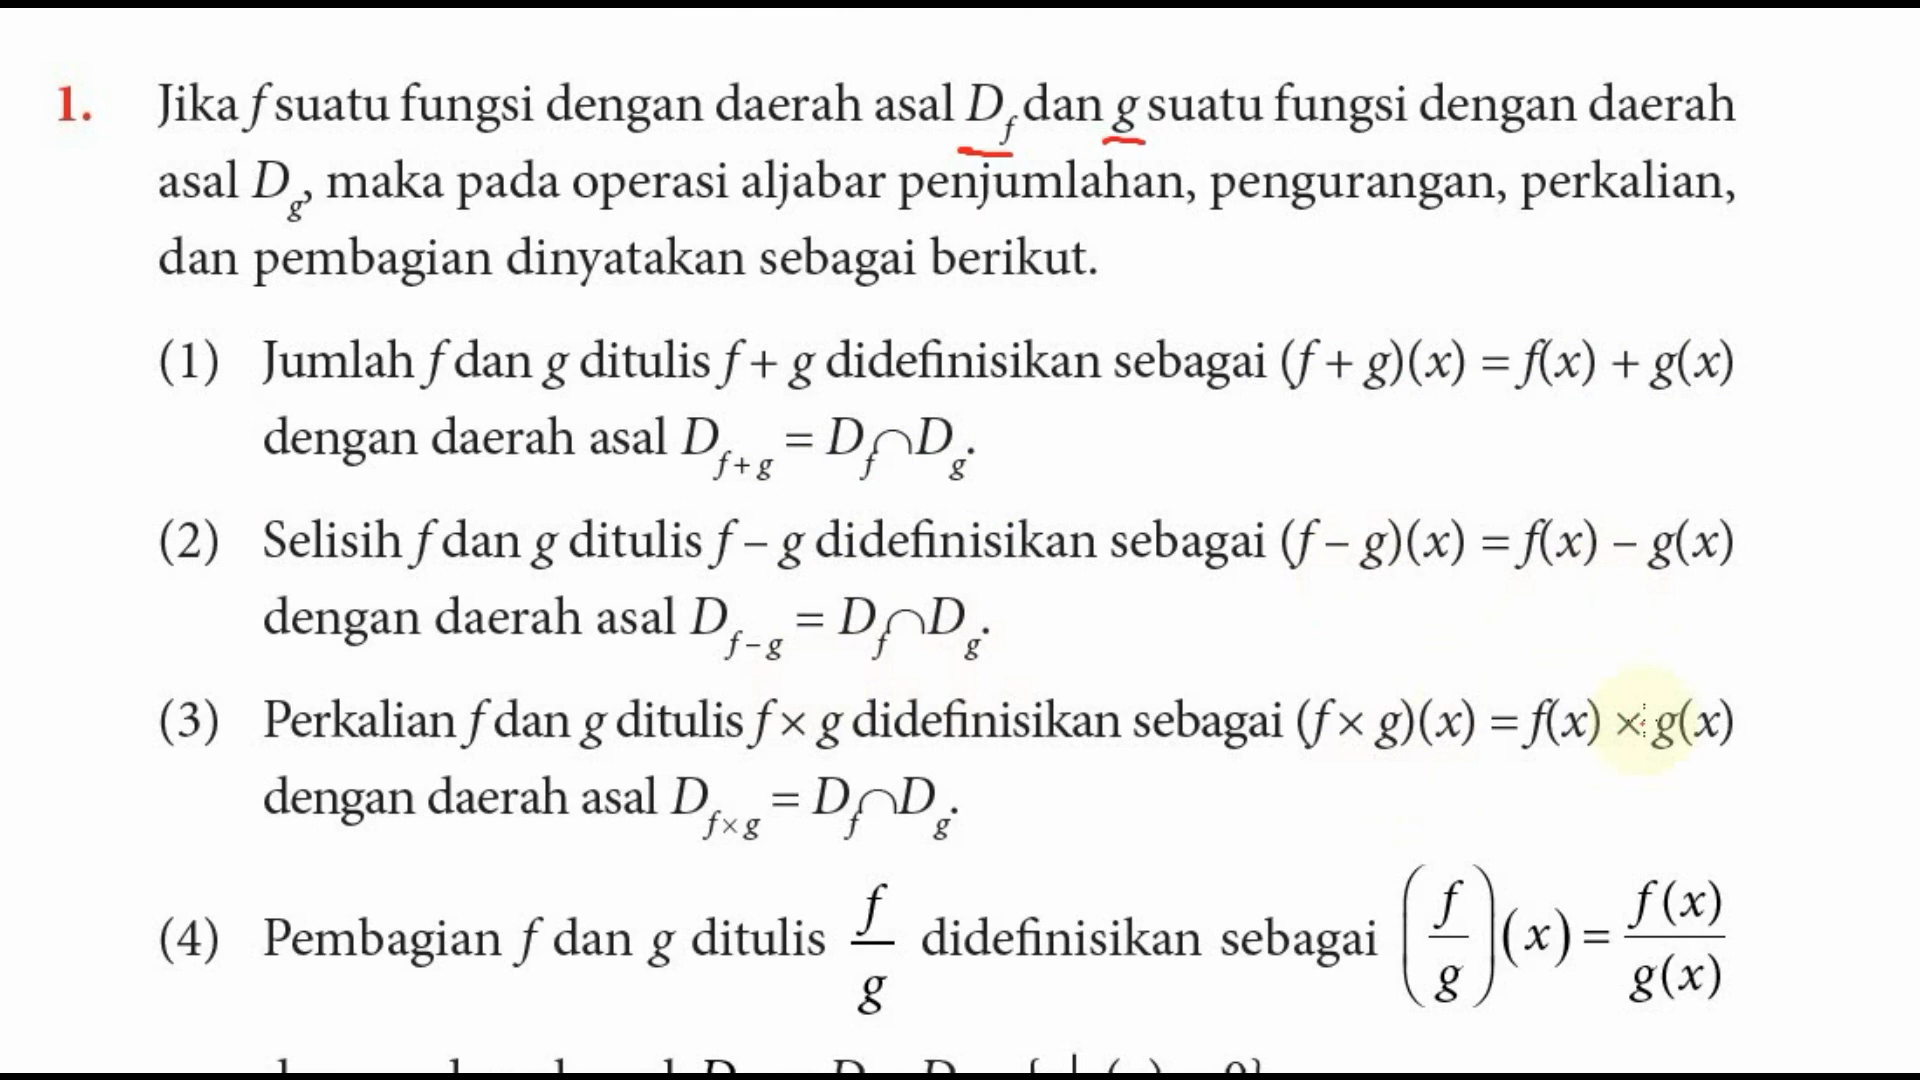 1. Jika f suatu fungsi dengan daerah asal D_f dan g suatu fungsi dengan daerah
asal D_g, maka pada operasi aljabar penjumlahan, pengurangan, perkalian,
dan pembagian dinyatakan sebagai berikut.
(1) Jumlah f dan g ditulis f + g didefinisikan sebagai (f + g)(x) = f(x) + g(x)
dengan daerah asal D_{f+g} = D_f∩D_g.
(2) Selisih f dan g ditulis f – g didefinisikan sebagai (f – g)(x) = f(x) – g(x)
dengan daerah asal D_{f–g} = D_f∩D_g.
(3) Perkalian f dan g ditulis f × g didefinisikan sebagai (f × g)(x) = f(x) × g(x)
dengan daerah asal D_{f×g} = D_f∩D_g.
(4) Pembagian f dan g ditulis f/g didefinisikan sebagai (f/g)(x) = f(x)/g(x)